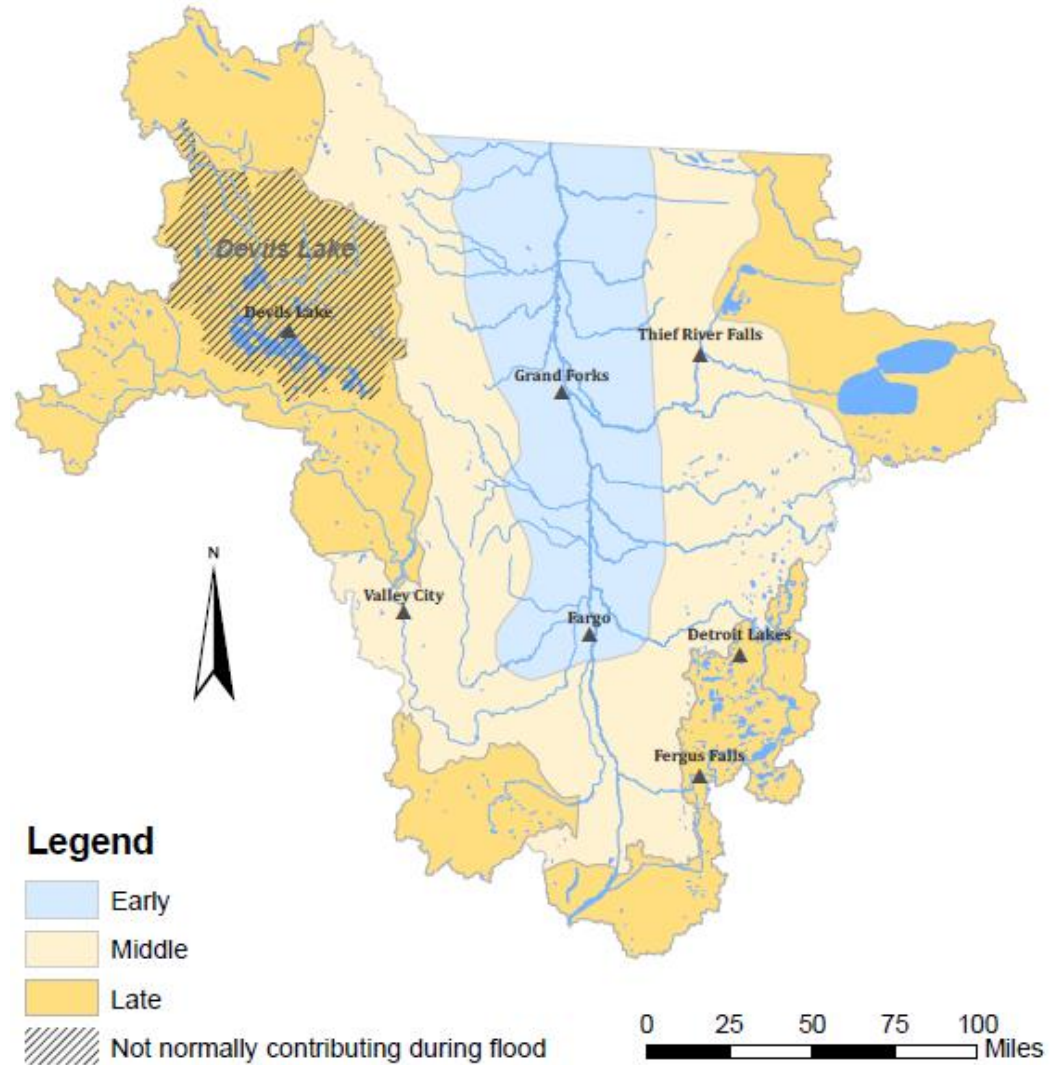 Devils Lake
Devils Lake
Thief River Falls
Grand Forks
N
Valley City
Fargo
Detroit Lakes
Fergus Falls
Legend
Early
Middle
Late
Not normally contributing during flood
0 25 50 75 100
Miles